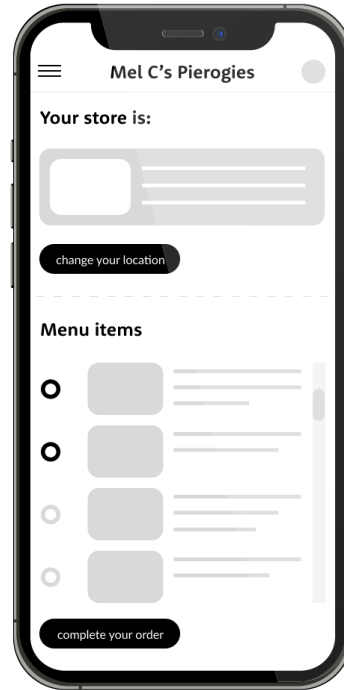 Mel C's Pierogies
Your store is:
change your location
Menu items
complete your order